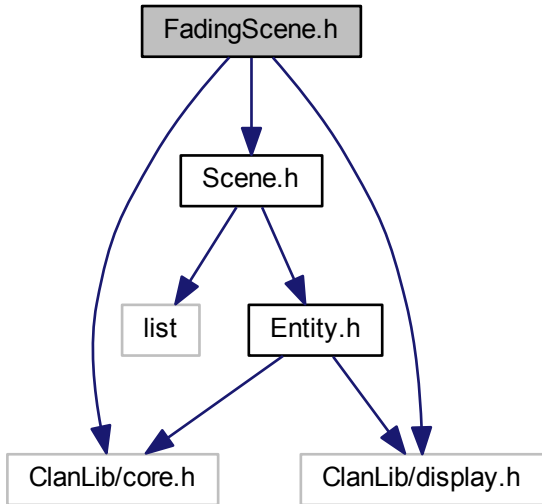 FadingScene.h
Scene.h
list
Entity.h
ClanLib/core.h
ClanLib/display.h